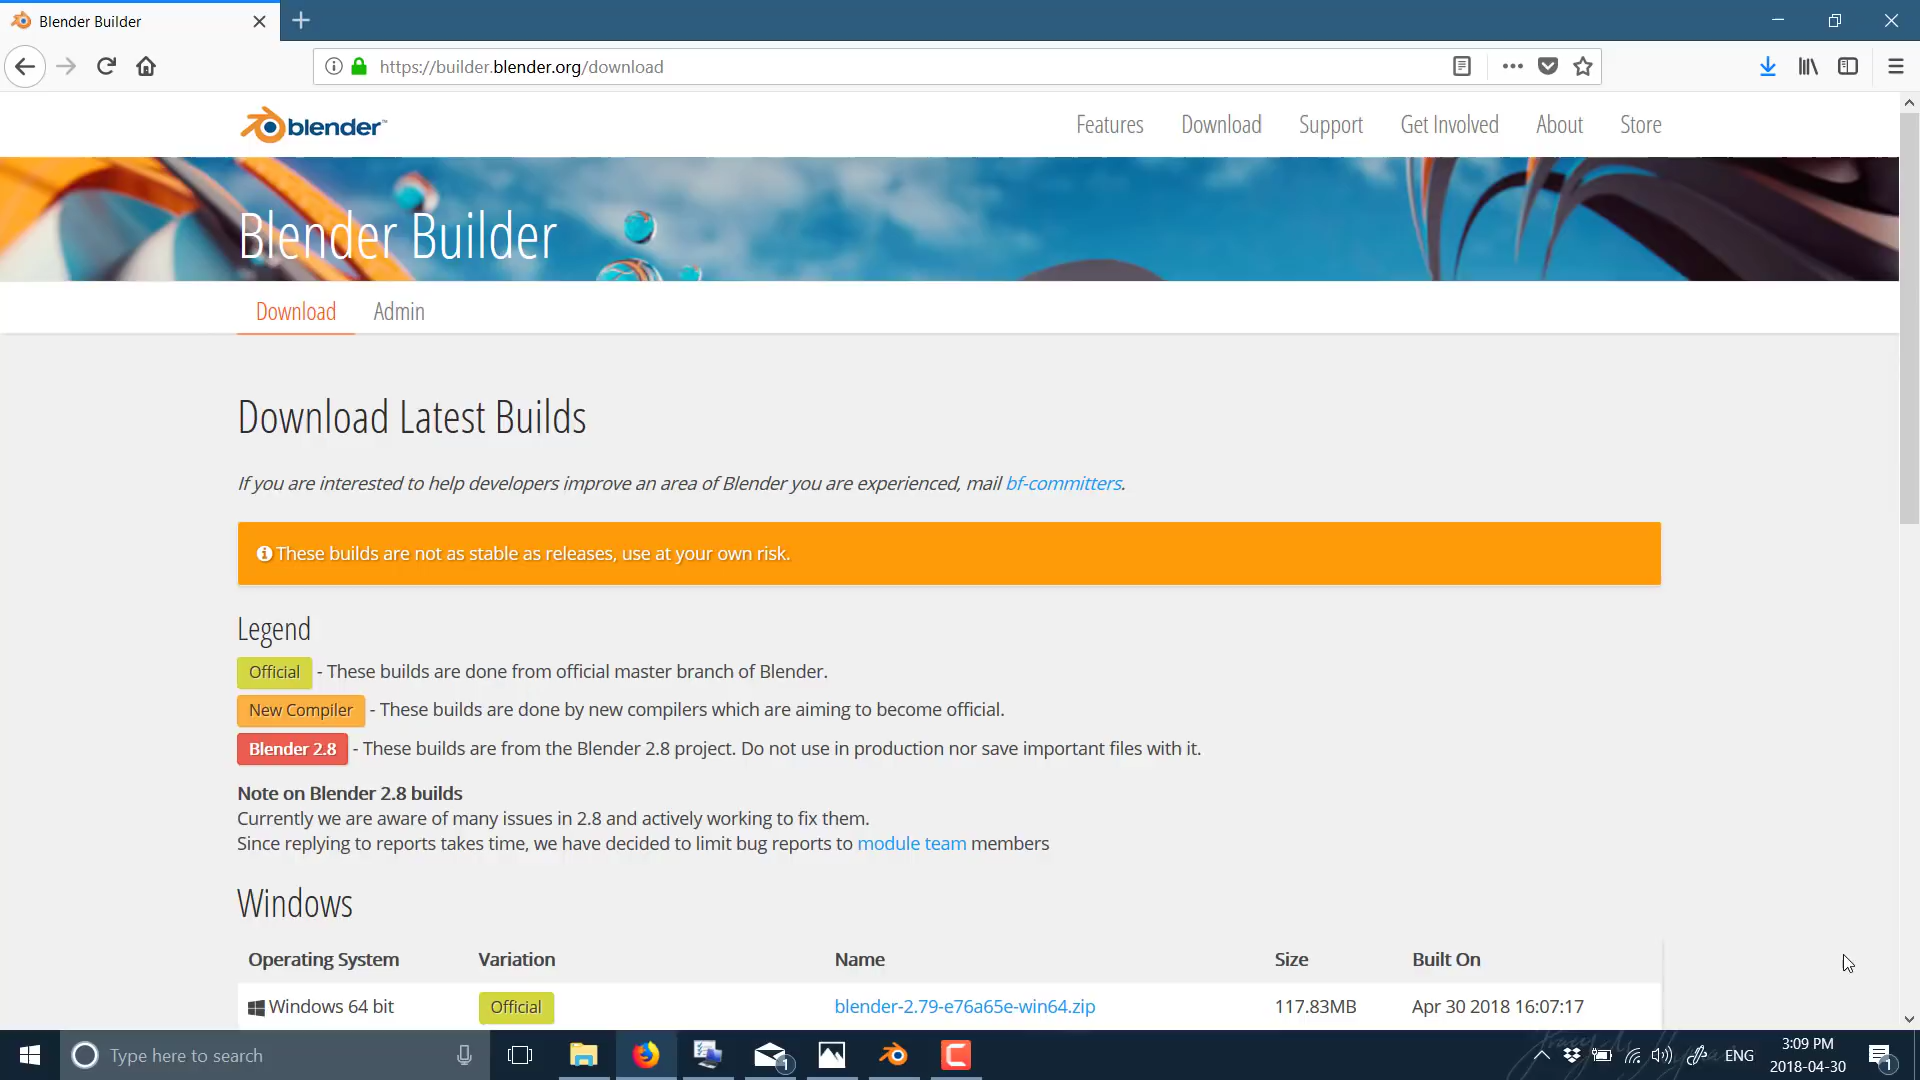 Blender Builder
https://builder.blender.org/download
blender™
Features
Download
Support
Get Involved
About
Store
Blender Builder
Download
Admin
Download Latest Builds
If you are interested to help developers improve an area of Blender you are experienced, mail bf-committers.
These builds are not as stable as releases, use at your own risk.
Legend
Official - These builds are done from official master branch of Blender.
New Compiler - These builds are done by new compilers which are aiming to become official.
Blender 2.8 - These builds are from the Blender 2.8 project. Do not use in production nor save important files with it.
Note on Blender 2.8 builds
Currently we are aware of many issues in 2.8 and actively working to fix them.
Since replying to reports takes time, we have decided to limit bug reports to module team members
Windows
Operating System Variation Name Size Built On
Windows 64 bit Official blender-2.79-e76a65e-win64.zip 117.83MB Apr 30 2018 16:07:17
Type here to search
1
ENG
3:09 PM
2018-04-30
1